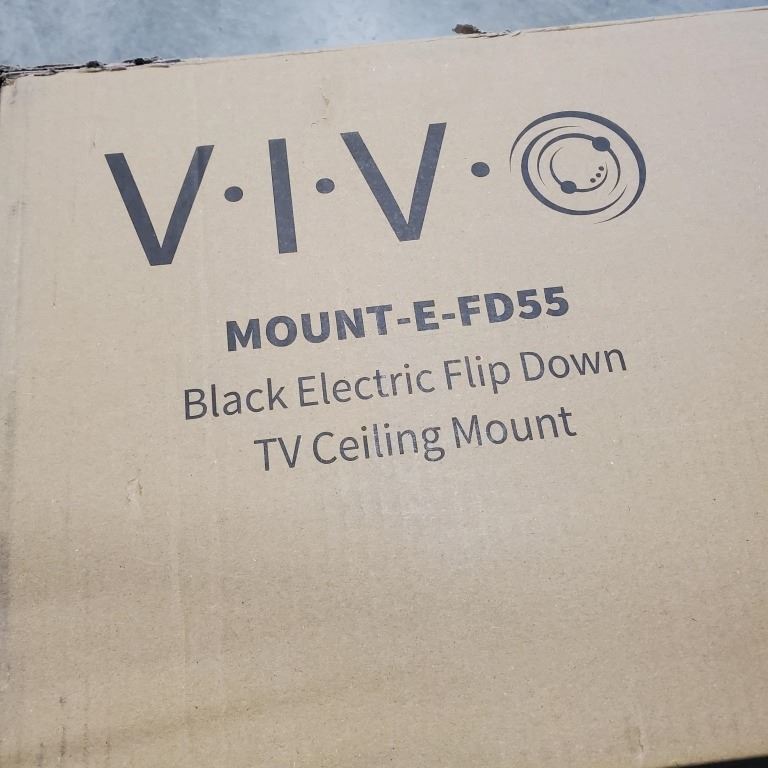 V·I·V·O
MOUNT-E-FD55
Black Electric Flip Down
TV Ceiling Mount